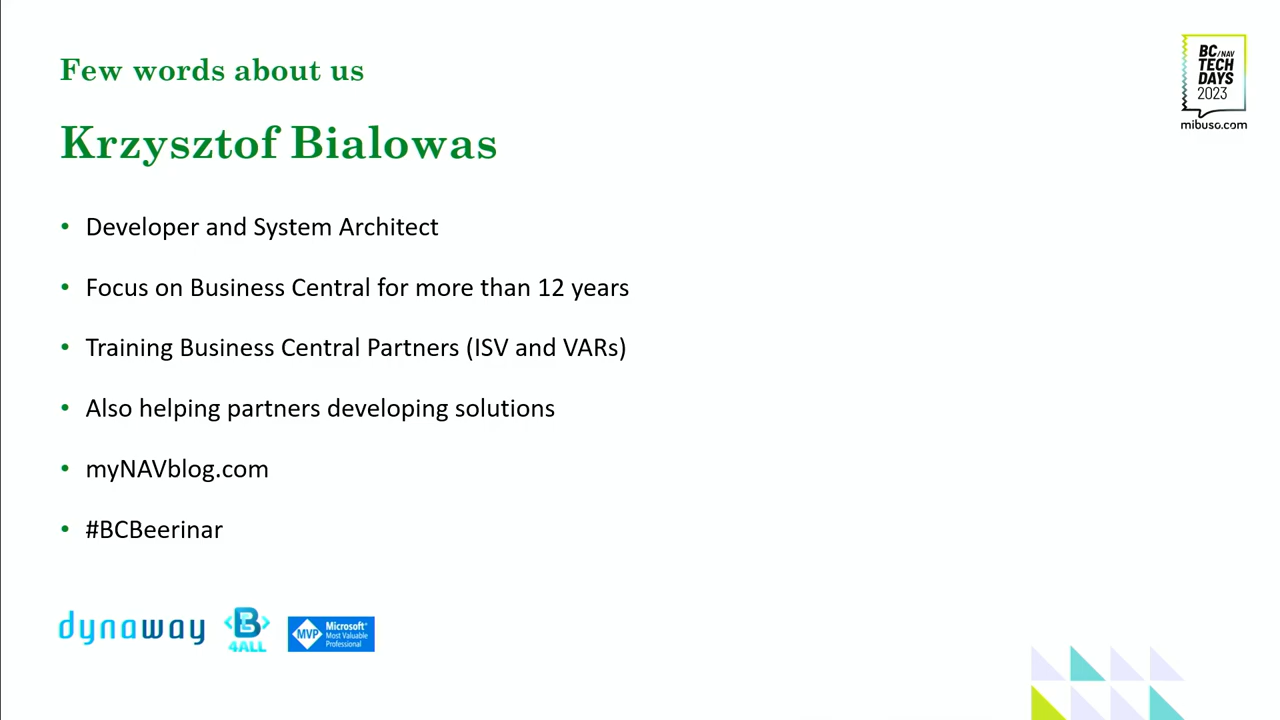 Few words about us
Krzysztof Bialowas
BC/NAV
TECH
DAYS
2023
mibuso.com
• Developer and System Architect
• Focus on Business Central for more than 12 years
• Training Business Central Partners (ISV and VARs)
• Also helping partners developing solutions
• myNAVblog.com
• #BCBeerinar
dynaway
<B>
4ALL
MVP
Microsoft®
Most Valuable
Professional